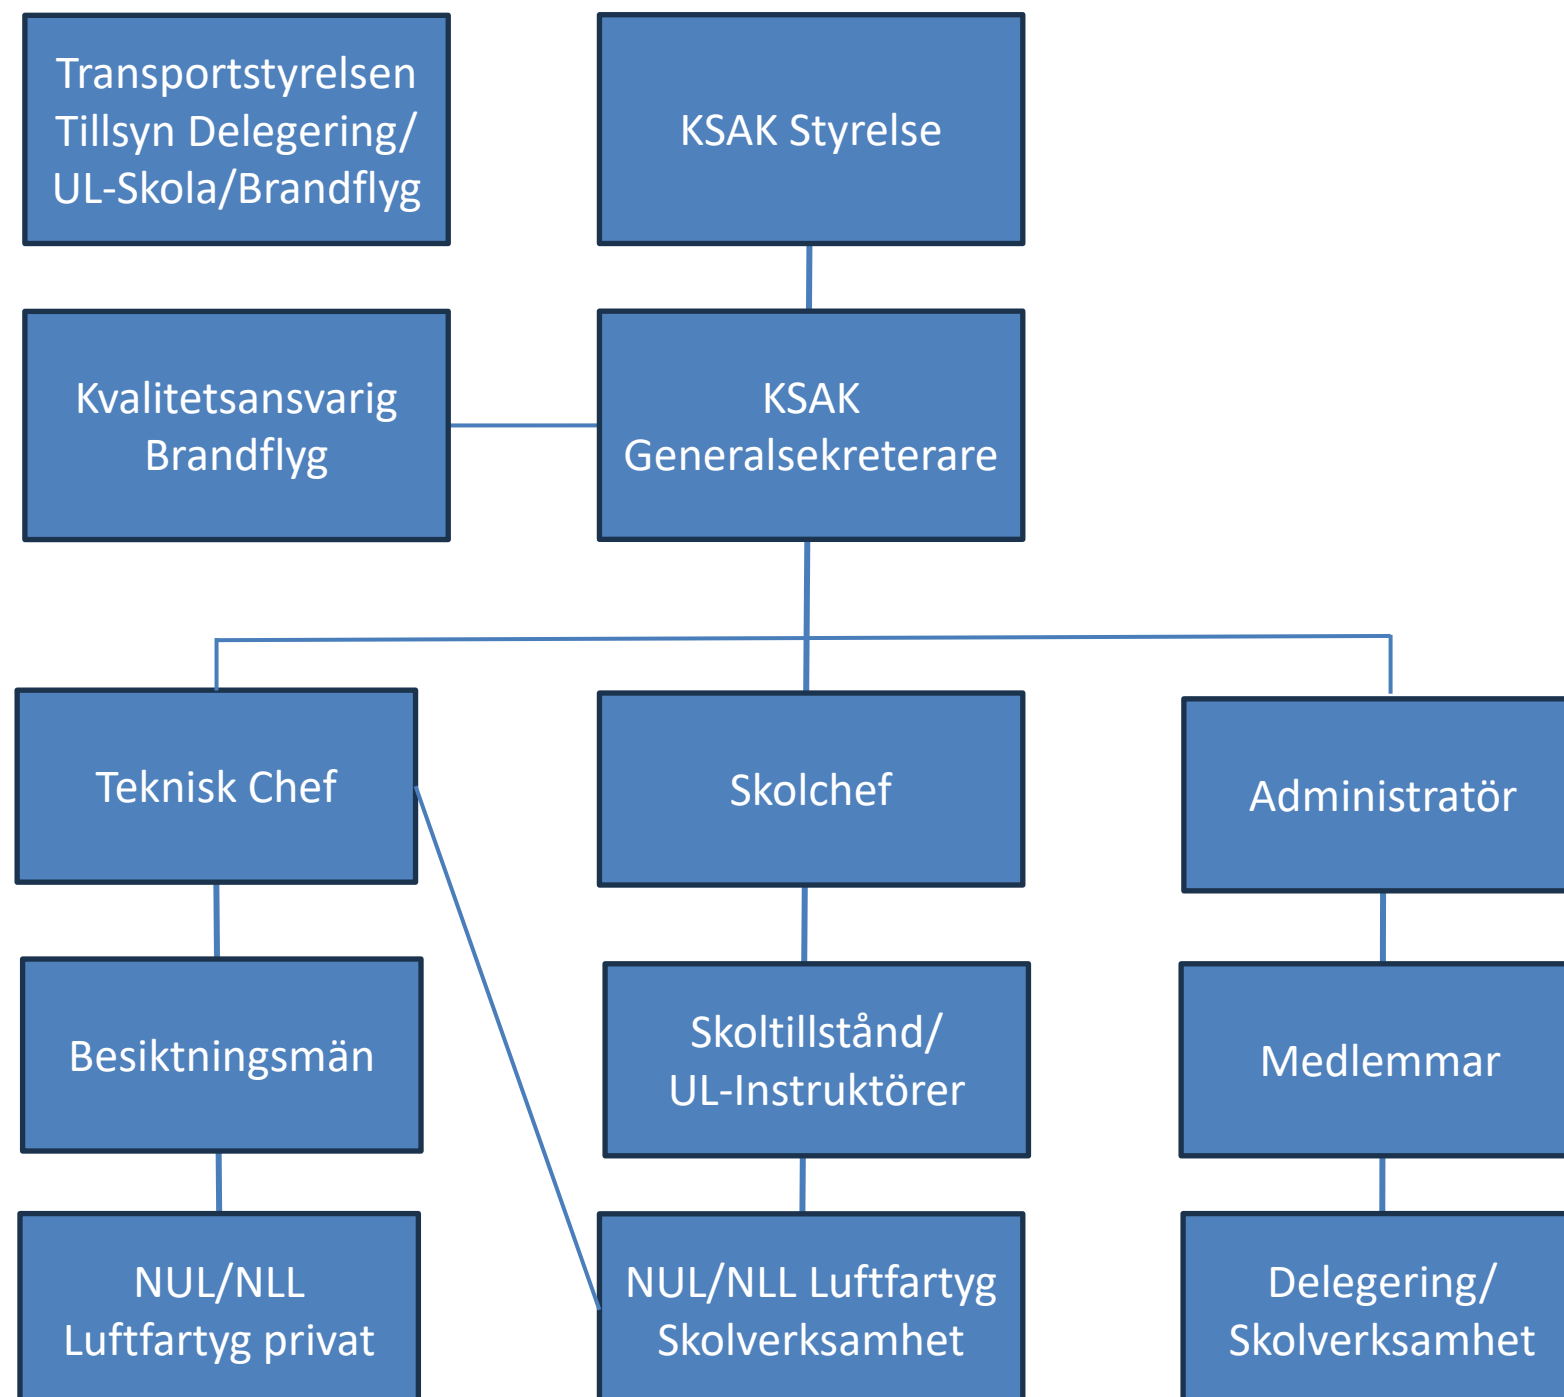 Transportstyrelsen
Tillsyn Delegering/
UL-Skola/Brandflyg
KSAK Styrelse
Kvalitetsansvarig
Brandflyg
KSAK
Generalsekreterare
Teknisk Chef
Skolchef
Administratör
Besiktningsmän
Skoltillstånd/
UL-Instruktörer
Medlemmar
NUL/NLL
Luftfartyg privat
NUL/NLL Luftfartyg
Skolverksamhet
Delegering/
Skolverksamhet